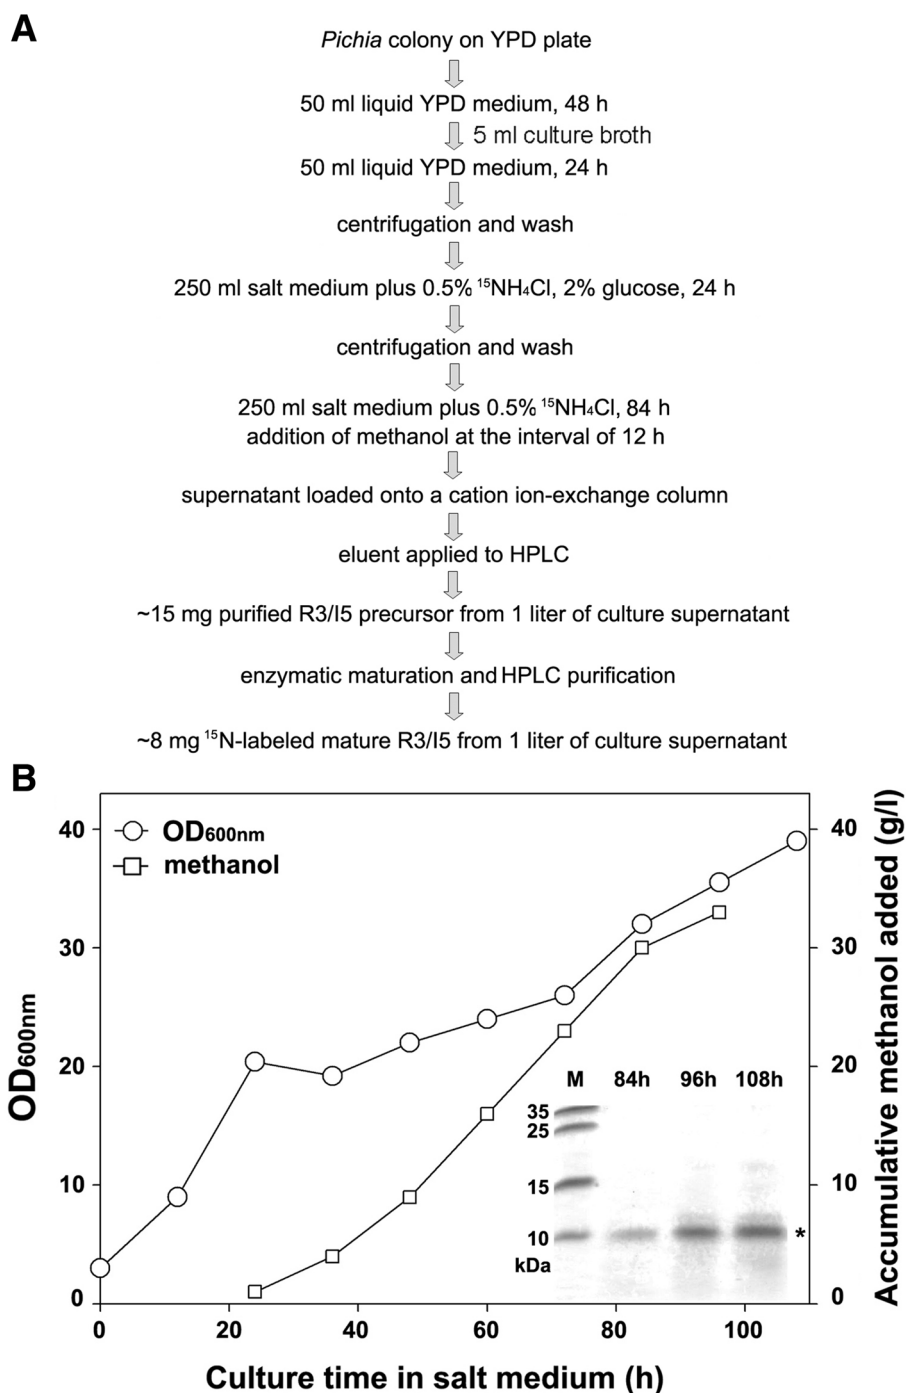 A
Pichia colony on YPD plate
50 ml liquid YPD medium, 48 h
5 ml culture broth
50 ml liquid YPD medium, 24 h
centrifugation and wash
250 ml salt medium plus 0.5% ¹⁵NH₄Cl, 2% glucose, 24 h
centrifugation and wash
250 ml salt medium plus 0.5% ¹⁵NH₄Cl, 84 h
addition of methanol at the interval of 12 h
supernatant loaded onto a cation ion-exchange column
eluent applied to HPLC
~15 mg purified R3/I5 precursor from 1 liter of culture supernatant
enzymatic maturation and HPLC purification
~8 mg ¹⁵N-labeled mature R3/I5 from 1 liter of culture supernatant
B
OD600nm
methanol
40
30
20
10
0
OD600nm
40
30
20
10
0
Accumulative methanol added (g/l)
M 84h 96h 108h
35
25
15
10 *
kDa
0 20 40 60 80 100
Culture time in salt medium (h)